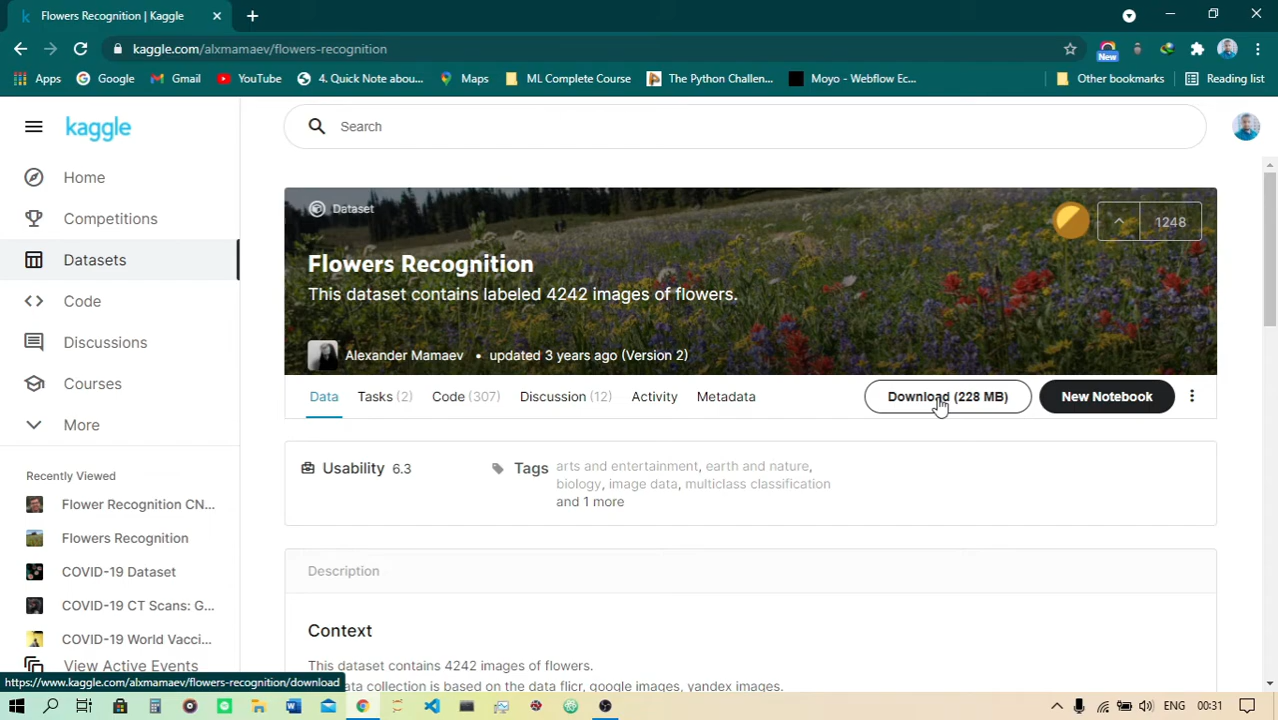 Flowers Recognition | Kaggle
kaggle.com/alxmamaev/flowers-recognition
New
Apps
Google
Gmail
YouTube
4. Quick Note abou...
Maps
ML Complete Course
The Python Challen...
Moyo - Webflow Ec...
Other bookmarks
Reading list
kaggle
Search
Home
Competitions
Datasets
Code
Discussions
Courses
More
Recently Viewed
Flower Recognition CN...
Flowers Recognition
COVID-19 Dataset
COVID-19 CT Scans: G...
COVID-19 World Vacci...
View Active Events
Dataset
1248
Flowers Recognition
This dataset contains labeled 4242 images of flowers.
Alexander Mamaev • updated 3 years ago (Version 2)
Data
Tasks (2)
Code (307)
Discussion (12)
Activity
Metadata
Download (228 MB)
New Notebook
Usability 6.3
Tags
arts and entertainment, earth and nature,
biology, image data, multiclass classification
and 1 more
Description
Context
This dataset contains 4242 images of flowers.
ata collection is based on the data flicr, google images, yandex images.
https://www.kaggle.com/alxmamaev/flowers-recognition/download
ENG
00:31